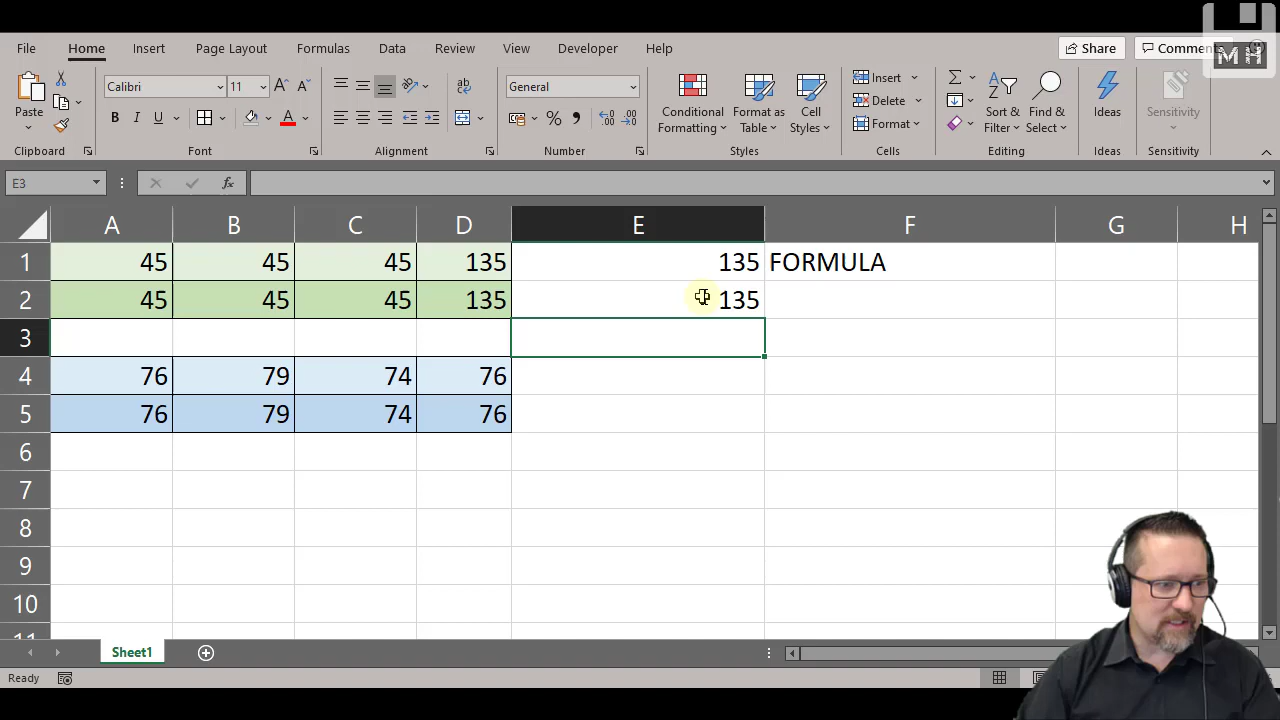 File Home Insert Page Layout Formulas Data Review View Developer Help Share Comments
MH
Paste
Clipboard
Calibri 11
B I U A
Font
Alignment
General
% ,
Number
Conditional Formatting
Format as Table
Cell Styles
Styles
Insert
Delete
Format
Cells
Sort & Filter
Find & Select
Editing
Ideas
Ideas
Sensitivity
Sensitivity
E3 fx
A B C D E F G H
1 45 45 45 135 135 FORMULA
2 45 45 45 135 135
3
4 76 79 74 76
5 76 79 74 76
6
7
8
9
10
11
Sheet1
Ready